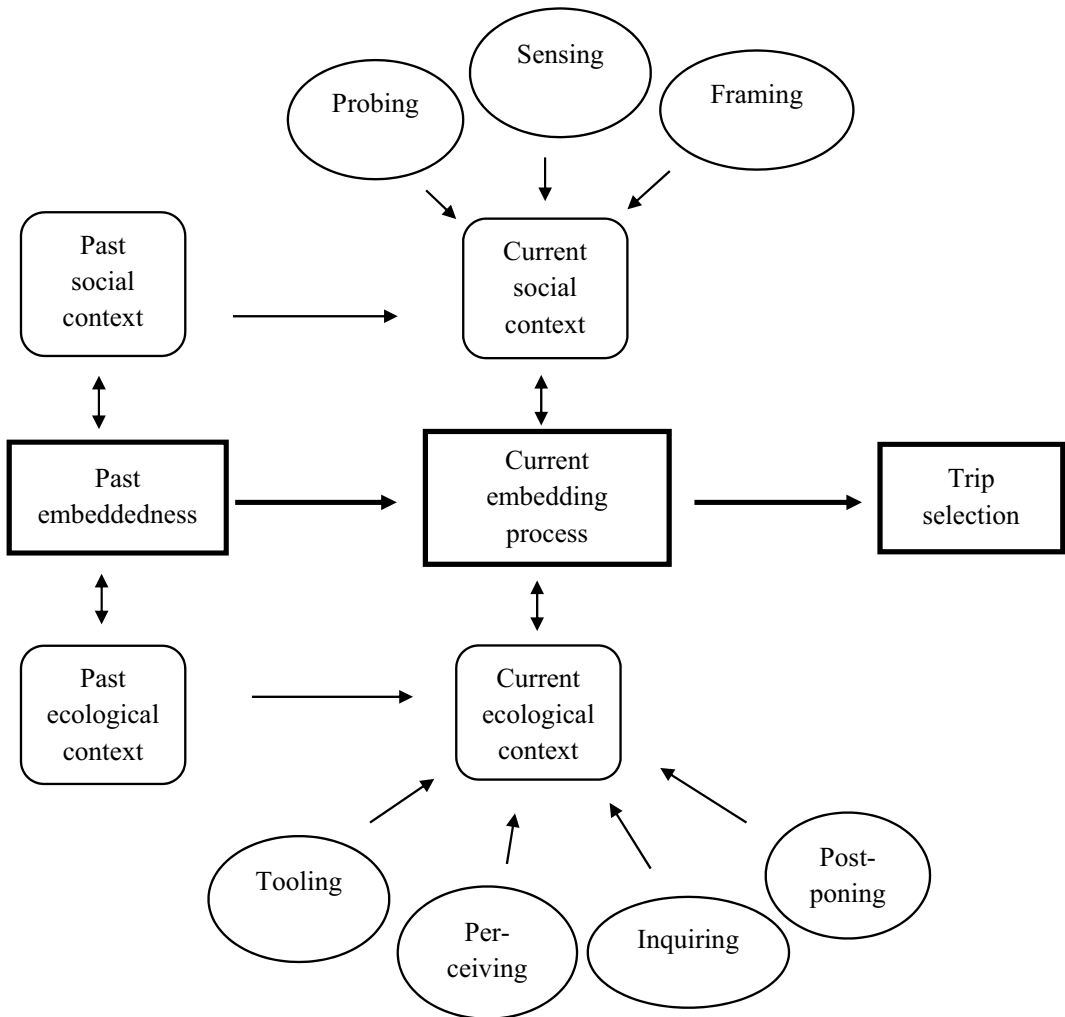 Sensing
Probing
Framing
Past
social
context
Current
social
context
Past
embeddedness
Current
embedding
process
Trip
selection
Past
ecological
context
Current
ecological
context
Tooling
Per-
ceiving
Inquiring
Post-
poning